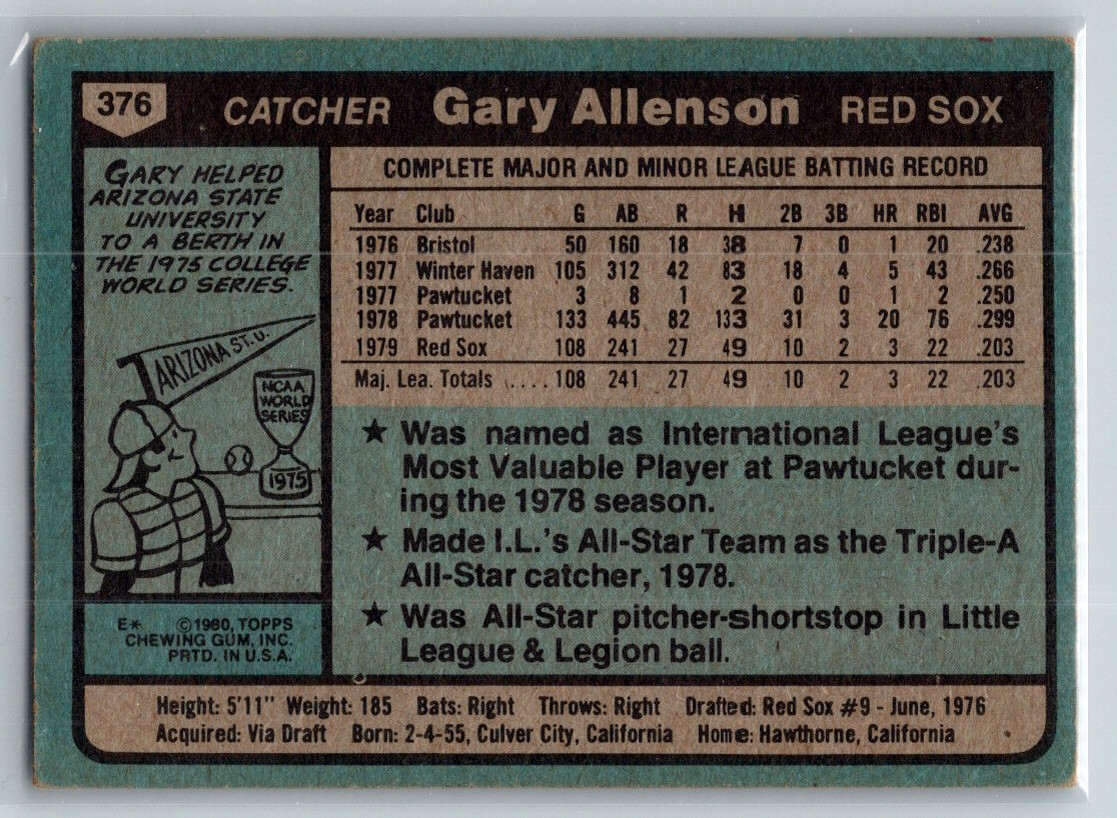 376 CATCHER Gary Allenson RED SOX
GARY HELPED
ARIZONA STATE
UNIVERSITY
TO A BERTH IN
THE 1975 COLLEGE
WORLD SERIES.
ARIZONA ST. U.
NCAA
WORLD
SERIES
1975
E* ©1980, TOPPS
CHEWING GUM, INC.
PRTD. IN U.S.A.
COMPLETE MAJOR AND MINOR LEAGUE BATTING RECORD
Year Club G AB R H 2B 3B HR RBI AVG
1976 Bristol 50 160 18 38 7 0 1 20 .238
1977 Winter Haven 105 312 42 83 18 4 5 43 .266
1977 Pawtucket 3 8 1 2 0 0 1 2 .250
1978 Pawtucket 133 445 82 133 31 3 20 76 .299
1979 Red Sox 108 241 27 49 10 2 3 22 .203
Maj. Lea. Totals .... 108 241 27 49 10 2 3 22 .203
★ Was named as International League's
Most Valuable Player at Pawtucket dur-
ing the 1978 season.
★ Made I.L.'s All-Star Team as the Triple-A
All-Star catcher, 1978.
★ Was All-Star pitcher-shortstop in Little
League & Legion ball.
Height: 5'11" Weight: 185 Bats: Right Throws: Right Drafted: Red Sox #9 - June, 1976
Acquired: Via Draft Born: 2-4-55, Culver City, California Home: Hawthorne, California